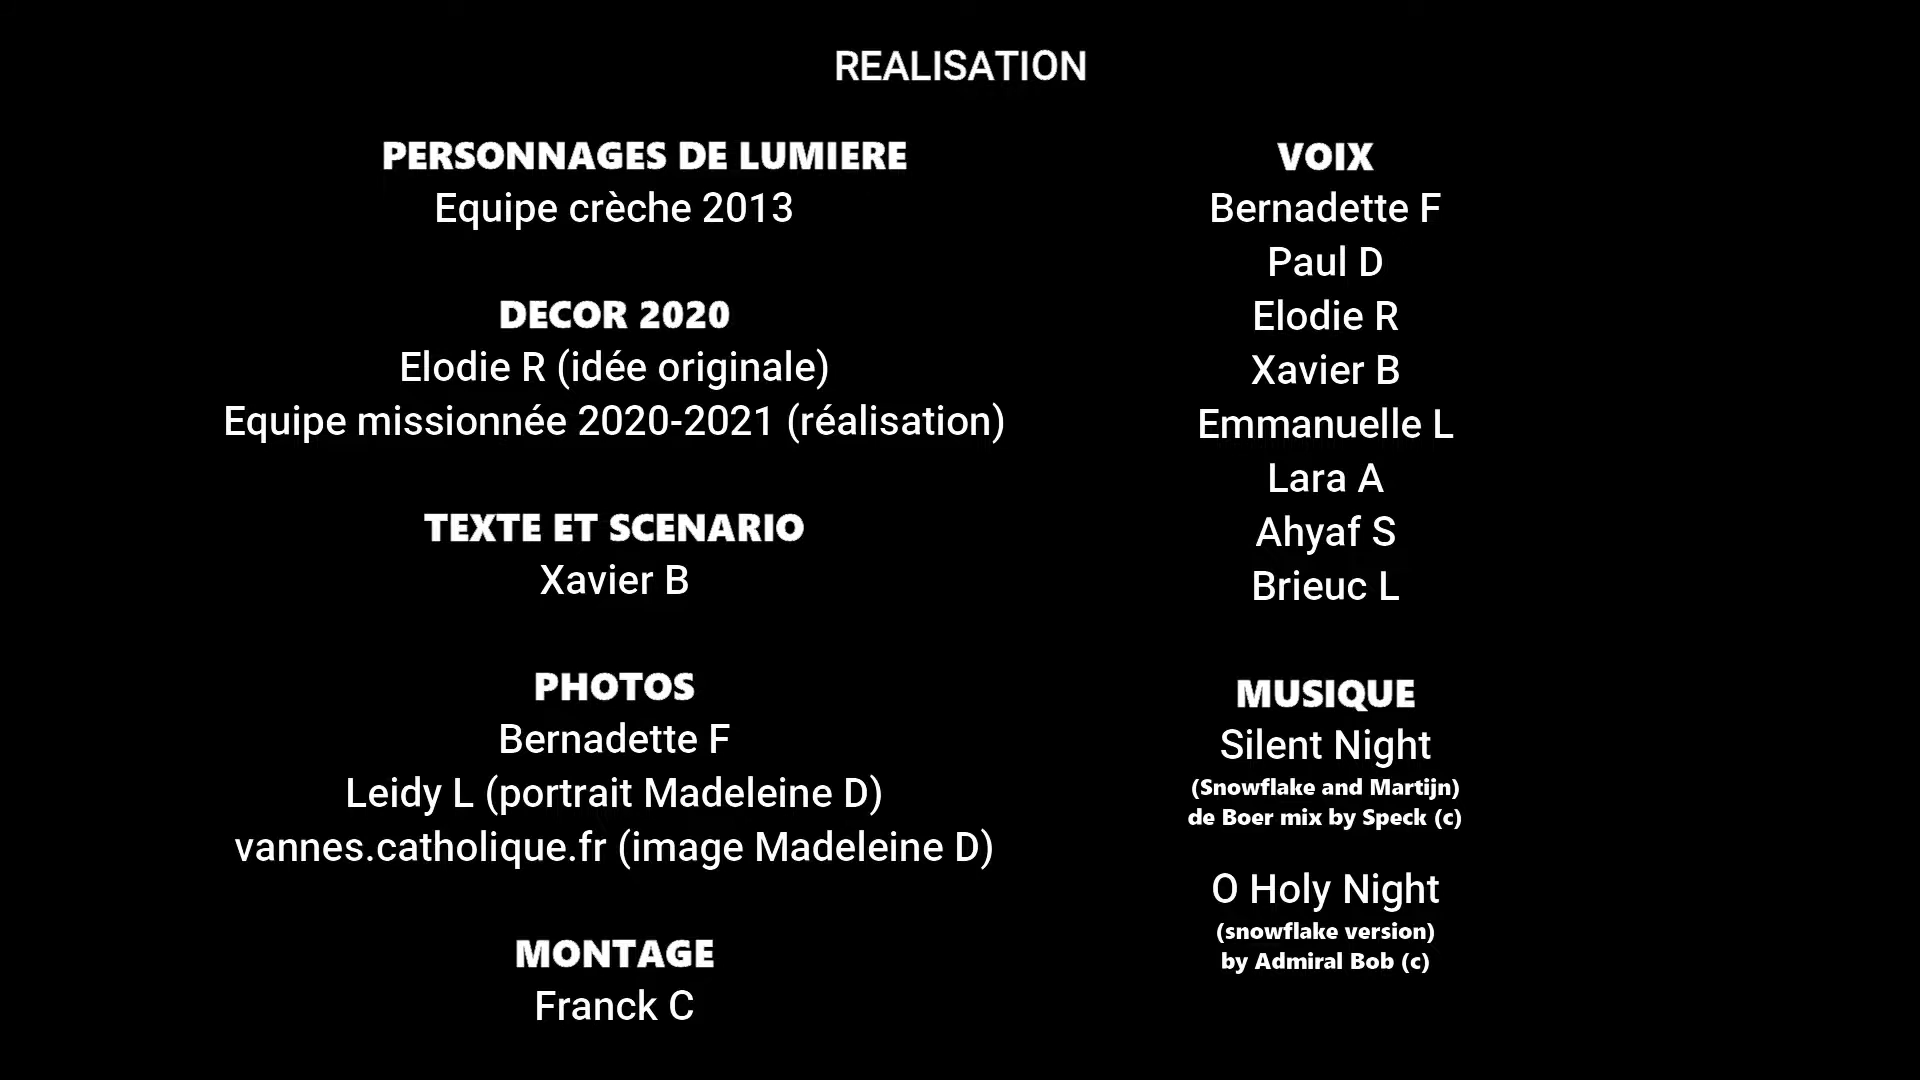 REALISATION
PERSONNAGES DE LUMIERE
Equipe crèche 2013
DECOR 2020
Elodie R (idée originale)
Equipe missionnée 2020-2021 (réalisation)
TEXTE ET SCENARIO
Xavier B
PHOTOS
Bernadette F
Leidy L (portrait Madeleine D)
vannes.catholique.fr (image Madeleine D)
MONTAGE
Franck C
VOIX
Bernadette F
Paul D
Elodie R
Xavier B
Emmanuelle L
Lara A
Ahyaf S
Brieuc L
MUSIQUE
Silent Night
(Snowflake and Martijn)
de Boer mix by Speck (c)
O Holy Night
(snowflake version)
by Admiral Bob (c)